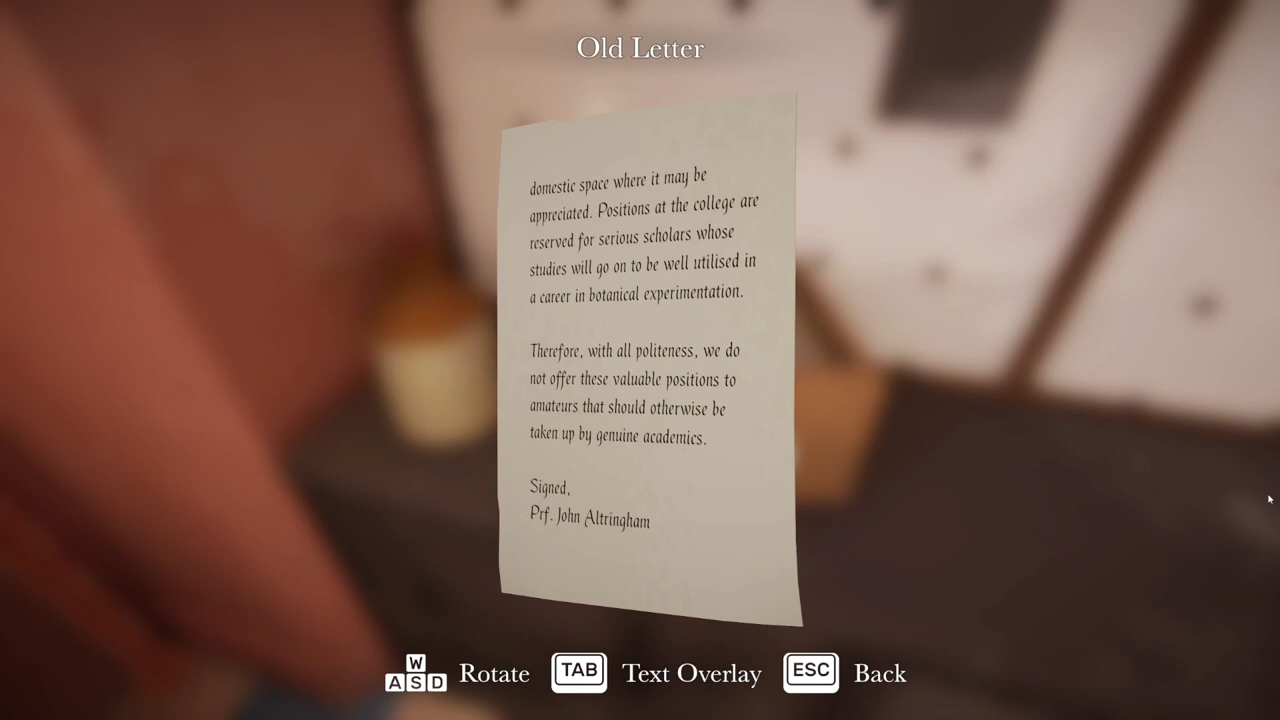 Old Letter
domestic space where it may be
appreciated. Positions at the college are
reserved for serious scholars whose
studies will go on to be well utilised in
a career in botanical experimentation.
Therefore, with all politeness, we do
not offer these valuable positions to
amateurs that should otherwise be
taken up by genuine academics.
Signed,
Prf. John Altringham
W
A S D Rotate TAB Text Overlay ESC Back